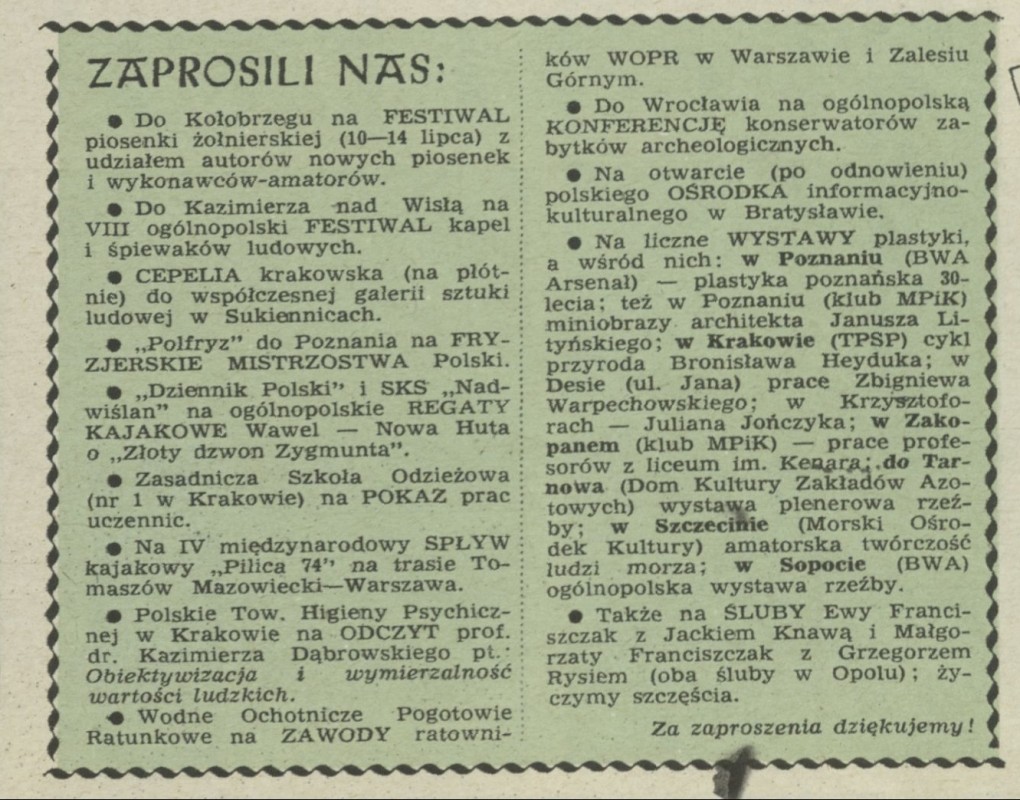 ZAPROSILI NAS:
● Do Kołobrzegu na FESTIWAL
piosenki żołnierskiej (10—14 lipca) z
udziałem autorów nowych piosenek
i wykonawców-amatorów.
● Do Kazimierza nad Wisłą na
VIII ogólnopolski FESTIWAL kapel
i śpiewaków ludowych.
● CEPELIA krakowska (na płót-
nie) do współczesnej galerii sztuki
ludowej w Sukiennicach.
● „Polfryz” do Poznania na FRY-
ZJERSKIE MISTRZOSTWA Polski.
● „Dziennik Polski” i SKS „Nad-
wiślan” na ogólnopolskie REGATY
KAJAKOWE Wawel — Nowa Huta
o „Złoty dzwon Zygmunta”.
● Zasadnicza Szkoła Odzieżowa
(nr 1 w Krakowie) na POKAZ prac
uczennic.
● Na IV międzynarodowy SPŁYW
kajakowy „Pilica 74” na trasie To-
maszów Mazowiecki—Warszawa.
● Polskie Tow. Higieny Psychicz-
nej w Krakowie na ODCZYT prof.
dr. Kazimierza Dąbrowskiego pt.:
Obiektywizacja i wymierzalność
wartości ludzkich.
● Wodne Ochotnicze Pogotowie
Ratunkowe na ZAWODY ratowni-
ków WOPR w Warszawie i Zalesiu
Górnym.
● Do Wrocławia na ogólnopolską
KONFERENCJĘ konserwatorów za-
bytków archeologicznych.
● Na otwarcie (po odnowieniu)
polskiego OŚRODKA informacyjno-
kulturalnego w Bratysławie.
● Na liczne WYSTAWY plastyki,
a wśród nich: w Poznaniu (BWA
Arsenał) — plastyka poznańska 30-
lecia; też w Poznaniu (klub MPiK)
miniobrazy architekta Janusza Li-
tyńskiego; w Krakowie (TPSP) cykl
przyroda Bronisława Heyduka; w
Desie (ul. Jana) prace Zbigniewa
Warpechowskiego; w Krzysztofo-
rach — Juliana Jończyka; w Zako-
panem (klub MPiK) — prace profe-
sorów z liceum im. Kenara; do Tar-
nowa (Dom Kultury Zakładów Azo-
towych) wystawa plenerowa rzeź-
by; w Szczecinie (Morski Ośro-
dek Kultury) amatorska twórczość
ludzi morza; w Sopocie (BWA)
ogólnopolska wystawa rzeźby.
● Także na ŚLUBY Ewy Franci-
szczak z Jackiem Knawą i Małgo-
rzaty Franciszczak z Grzegorzem
Rysiem (oba śluby w Opolu); ży-
czymy szczęścia.
Za zaproszenia dziękujemy!